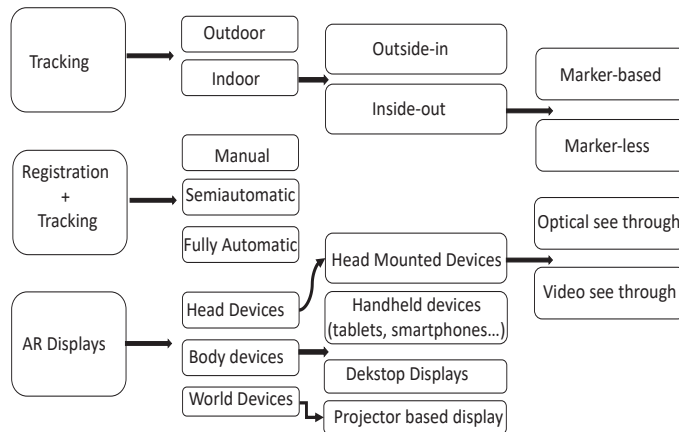 Tracking
Outdoor
Indoor
Outside-in
Inside-out
Marker-based
Marker-less
Registration
+
Tracking
Manual
Semiautomatic
Fully Automatic
AR Displays
Head Devices
Body devices
World Devices
Head Mounted Devices
Handheld devices
(tablets, smartphones...)
Dekstop Displays
Projector based display
Optical see through
Video see through